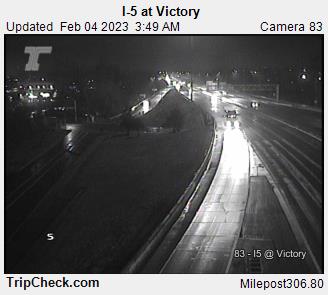 I-5 at Victory
Updated Feb 04 2023 3:49 AM Camera 83
T
S
83 - I5 @ Victory
TripCheck.com Milepost306.80